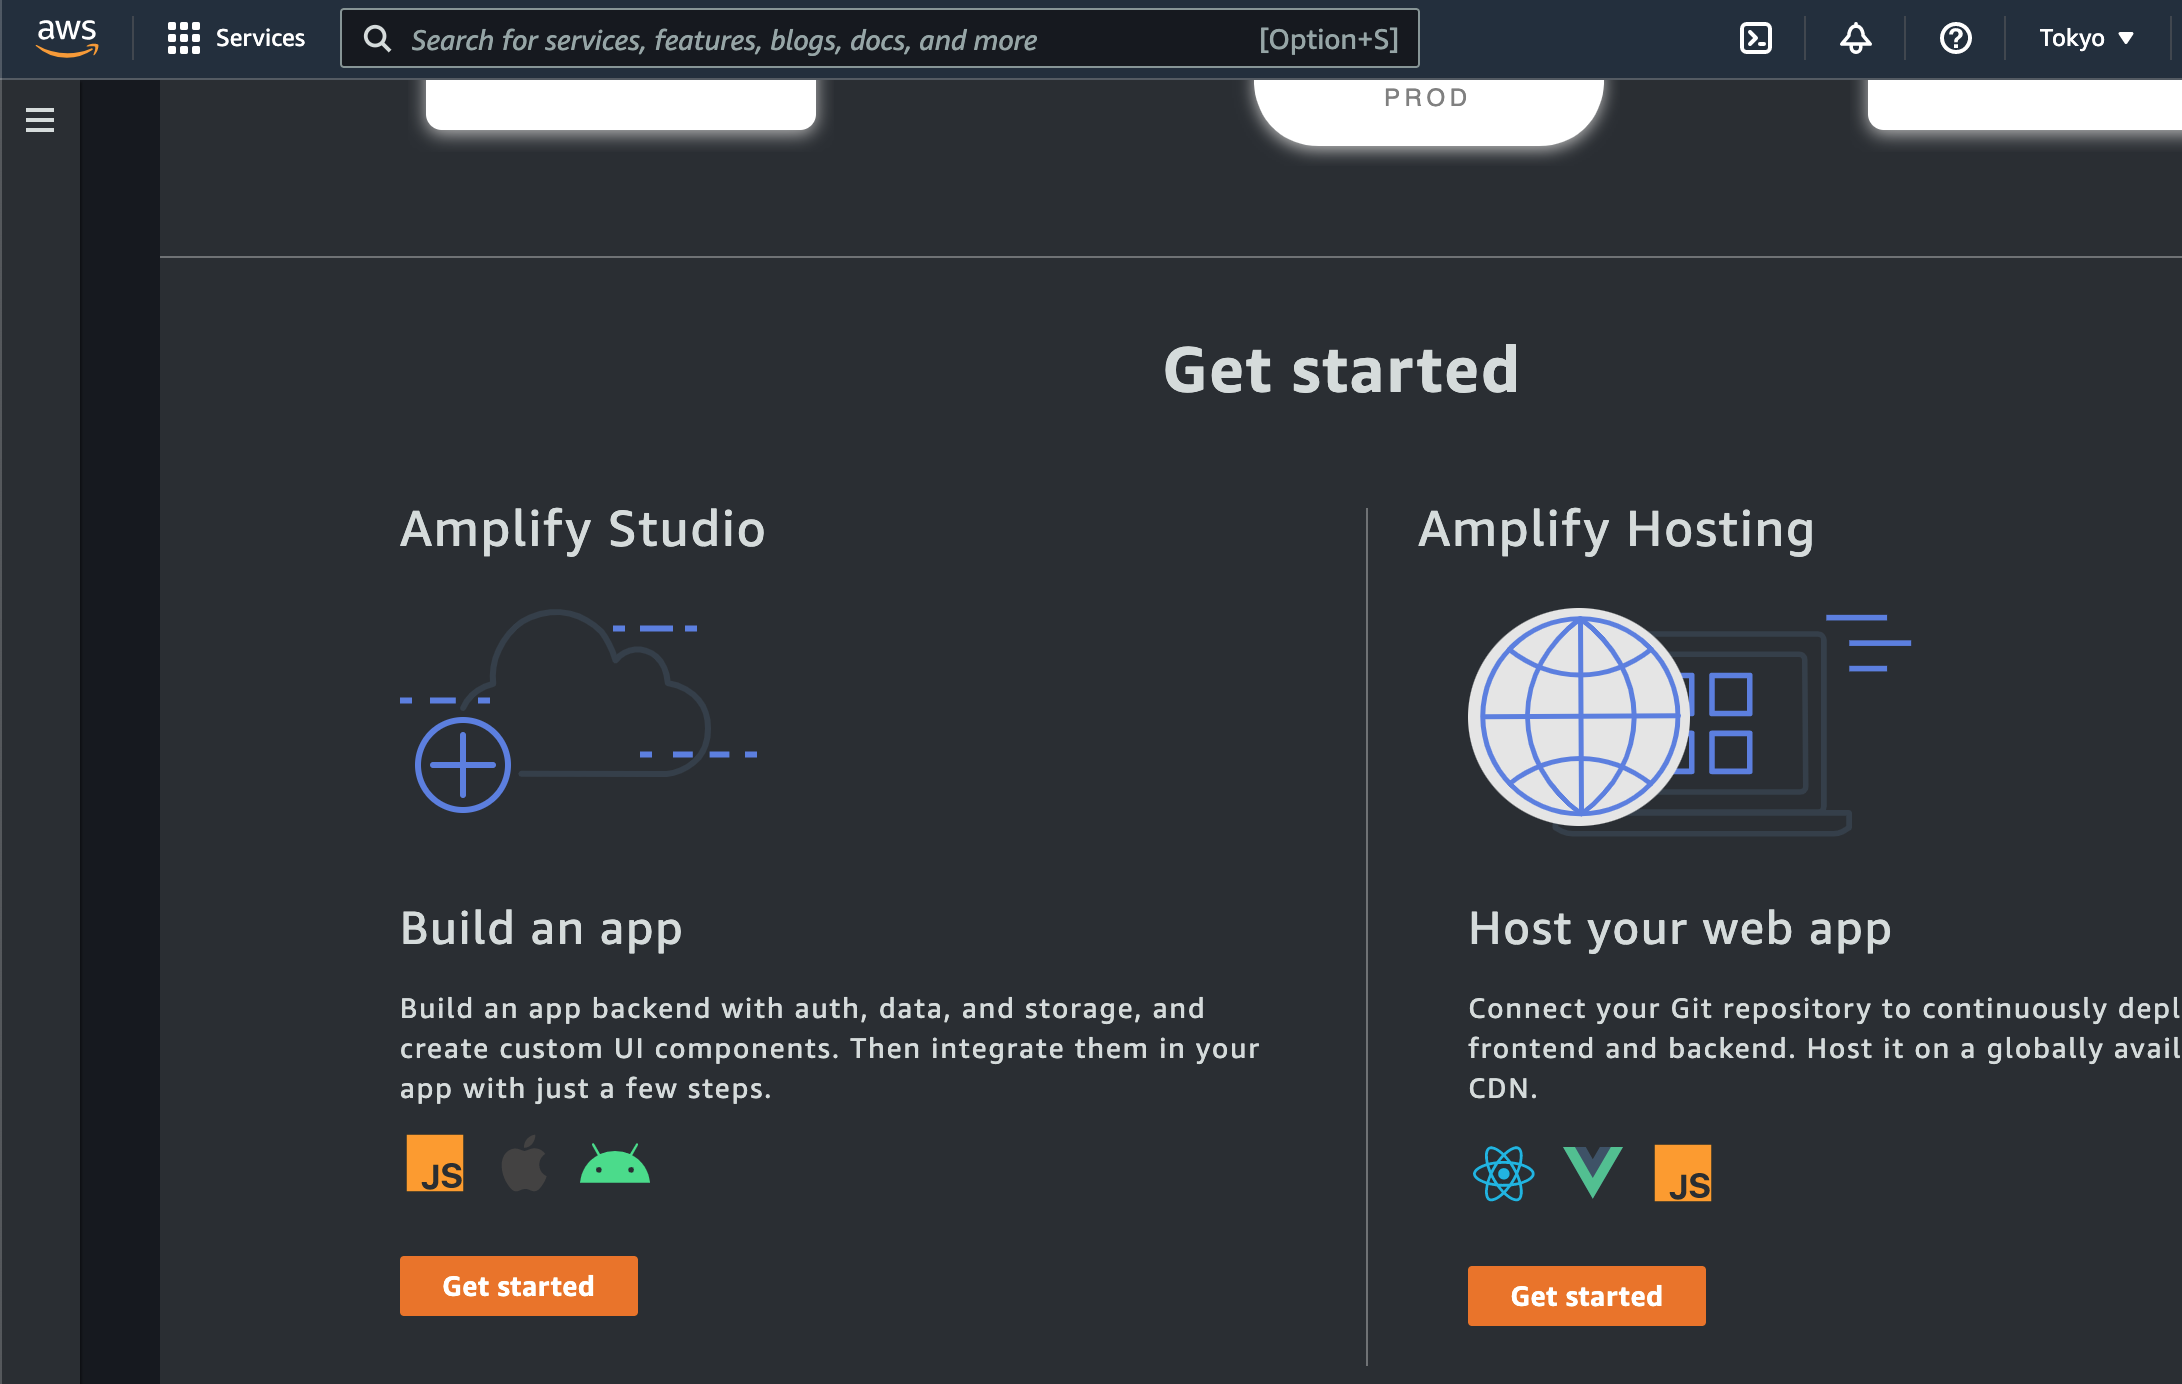 aws
Services
Search for services, features, blogs, docs, and more
[Option+S]
Tokyo
PROD
Get started
Amplify Studio
Build an app
Build an app backend with auth, data, and storage, and
create custom UI components. Then integrate them in your
app with just a few steps.
JS
Get started
Amplify Hosting
Host your web app
Connect your Git repository to continuously depl
frontend and backend. Host it on a globally avail
CDN.
JS
Get started